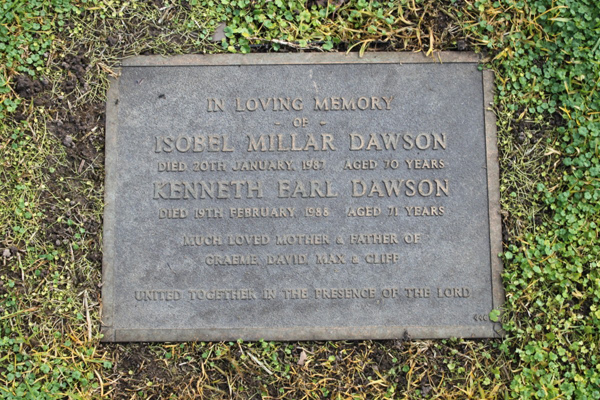 IN LOVING MEMORY
- OF -
ISOBEL MILLAR DAWSON
DIED 20TH JANUARY, 1987 AGED 70 YEARS
KENNETH EARL DAWSON
DIED 19TH FEBRUARY, 1988 AGED 71 YEARS
MUCH LOVED MOTHER & FATHER OF
GRAEME, DAVID, MAX & CLIFF
UNITED TOGETHER IN THE PRESENCE OF THE LORD